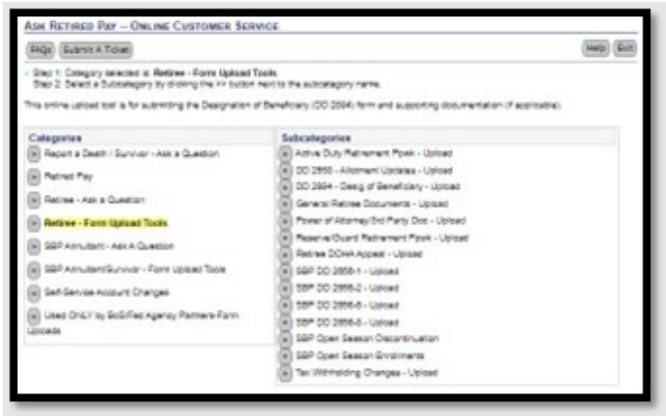 ASK RETIRED PAY – ONLINE CUSTOMER SERVICE
FAQs Submit A Ticket Help Exit
Step 1: Category selected is Retiree - Form Upload Tools
Step 2: Select a Subcategory by clicking the >> button next to the subcategory name.
This online upload tool is for submitting the Designation of Beneficiary (DD 2894) form and supporting documentation (if applicable).
Categories
Report a Death / Survivor - Ask a Question
Retired Pay
Retiree - Ask a Question
Retiree - Form Upload Tools
SBP Annuitant - Ask A Question
SBP Annuitant/Survivor - Form Upload Tools
Self-Service Account Changes
Used ONLY by BoS/Fed Agency Partners-Form
Uploads
Subcategories
Active Duty Retirement Ppwk - Upload
DD 2558 - Allotment Updates - Upload
DD 2894 - Desig of Beneficiary - Upload
General Retiree Documents - Upload
Power of Attorney/3rd Party Doc - Upload
Reserve/Guard Retirement Ppwk - Upload
Retiree DOHA Appeal - Upload
SBP DD 2656-1 - Upload
SBP DD 2656-2 - Upload
SBP DD 2656-6 - Upload
SBP DD - Upload
SBP Open Season Discontinuation
SBP Open Season Enrollments
Tax Withholding Changes - Upload